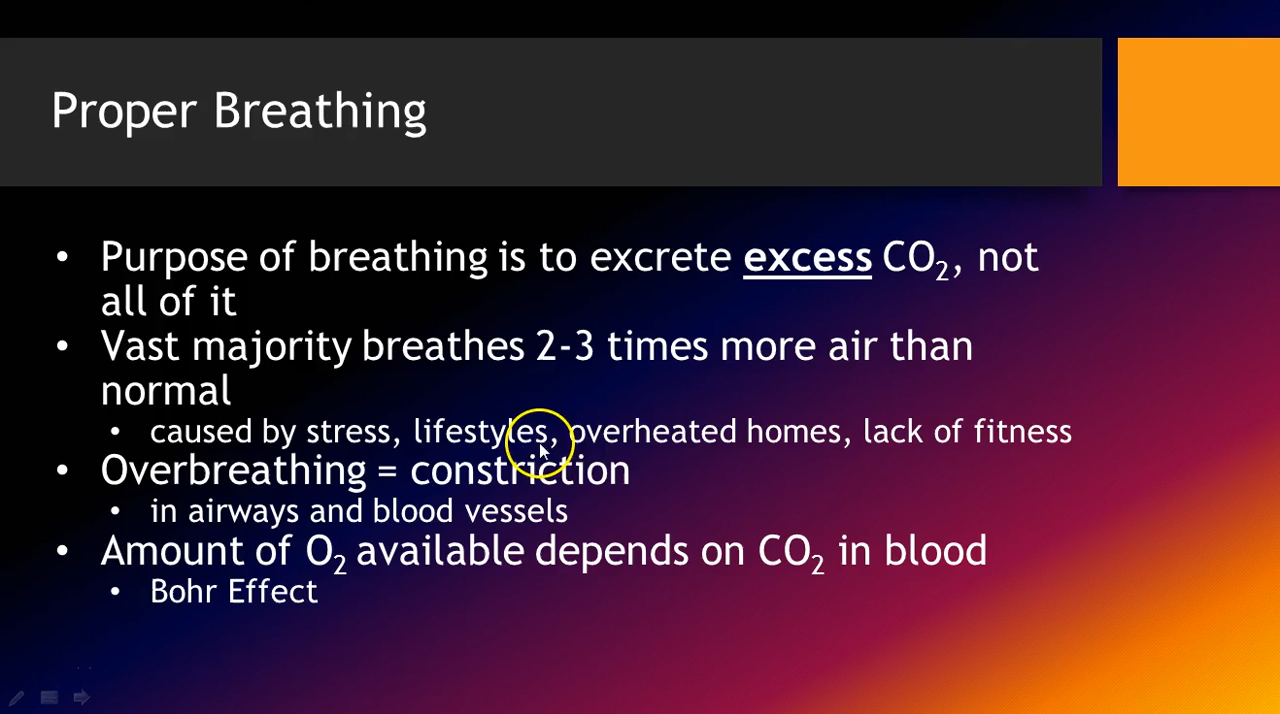 Proper Breathing
• Purpose of breathing is to excrete excess CO₂, not
all of it
• Vast majority breathes 2-3 times more air than
normal
• caused by stress, lifestyles, overheated homes, lack of fitness
• Overbreathing = constriction
• in airways and blood vessels
• Amount of O₂ available depends on CO₂ in blood
• Bohr Effect